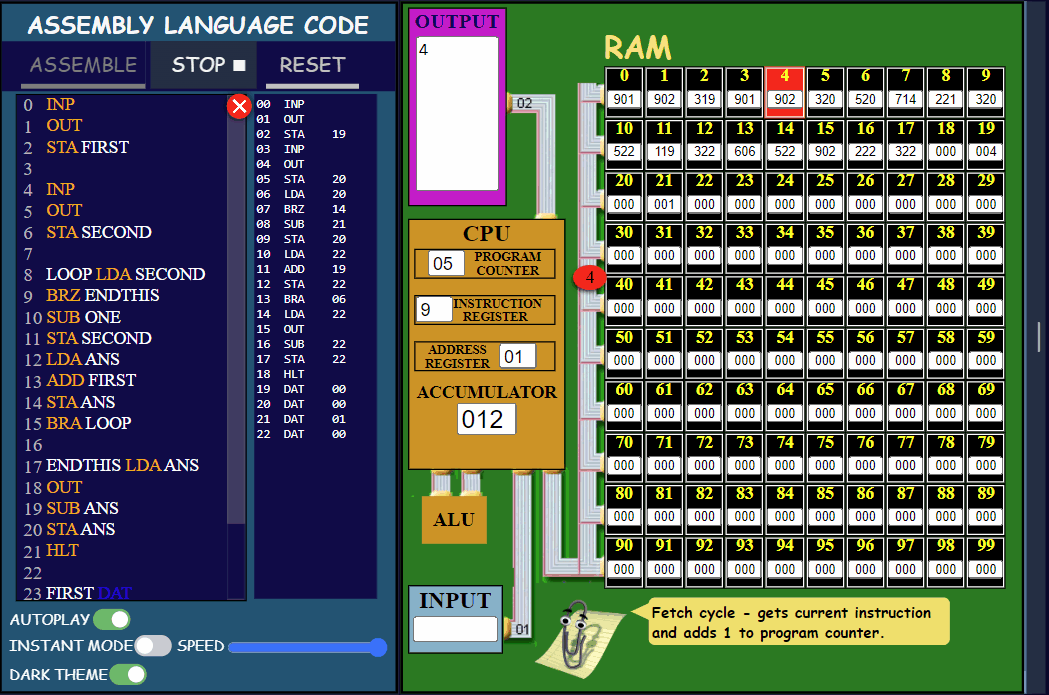 ASSEMBLY LANGUAGE CODE
ASSEMBLE STOP RESET
0 INP
1 OUT
2 STA FIRST
3
4 INP
5 OUT
6 STA SECOND
7
8 LOOP LDA SECOND
9 BRZ ENDTHIS
10 SUB ONE
11 STA SECOND
12 LDA ANS
13 ADD FIRST
14 STA ANS
15 BRA LOOP
16
17 ENDTHIS LDA ANS
18 OUT
19 SUB ANS
20 STA ANS
21 HLT
22
23 FIRST DAT
00 INP
01 OUT
02 STA 19
03 INP
04 OUT
05 STA 20
06 LDA 20
07 BRZ 14
08 SUB 21
09 STA 20
10 LDA 22
11 ADD 19
12 STA 22
13 BRA 06
14 LDA 22
15 OUT
16 SUB 22
17 STA 22
18 HLT
19 DAT 00
20 DAT 00
21 DAT 01
22 DAT 00
AUTOPLAY
INSTANT MODE SPEED
DARK THEME
OUTPUT
4
02
CPU
05 PROGRAM COUNTER
9 INSTRUCTION REGISTER
ADDRESS REGISTER 01
ACCUMULATOR
012
ALU
INPUT
01
4
RAM
0 1 2 3 4 5 6 7 8 9
901 902 319 901 902 320 520 714 221 320
10 11 12 13 14 15 16 17 18 19
522 119 322 606 522 902 222 322 000 004
20 21 22 23 24 25 26 27 28 29
000 001 000 000 000 000 000 000 000 000
30 31 32 33 34 35 36 37 38 39
000 000 000 000 000 000 000 000 000 000
40 41 42 43 44 45 46 47 48 49
000 000 000 000 000 000 000 000 000 000
50 51 52 53 54 55 56 57 58 59
000 000 000 000 000 000 000 000 000 000
60 61 62 63 64 65 66 67 68 69
000 000 000 000 000 000 000 000 000 000
70 71 72 73 74 75 76 77 78 79
000 000 000 000 000 000 000 000 000 000
80 81 82 83 84 85 86 87 88 89
000 000 000 000 000 000 000 000 000 000
90 91 92 93 94 95 96 97 98 99
000 000 000 000 000 000 000 000 000 000
Fetch cycle - gets current instruction
and adds 1 to program counter.